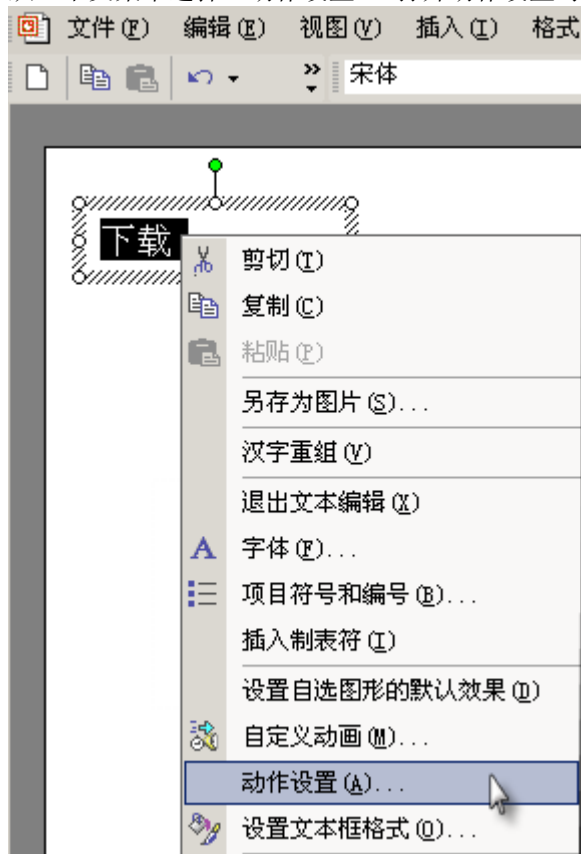 文件(F) 编辑(E) 视图(V) 插入(I) 格式
宋体
下载
剪切(T)
复制(C)
粘贴(P)
另存为图片(S)...
汉字重组(V)
退出文本编辑(X)
字体(F)...
项目符号和编号(B)...
插入制表符(I)
设置自选图形的默认效果(D)
自定义动画(M)...
动作设置(A)...
设置文本框格式(O)...